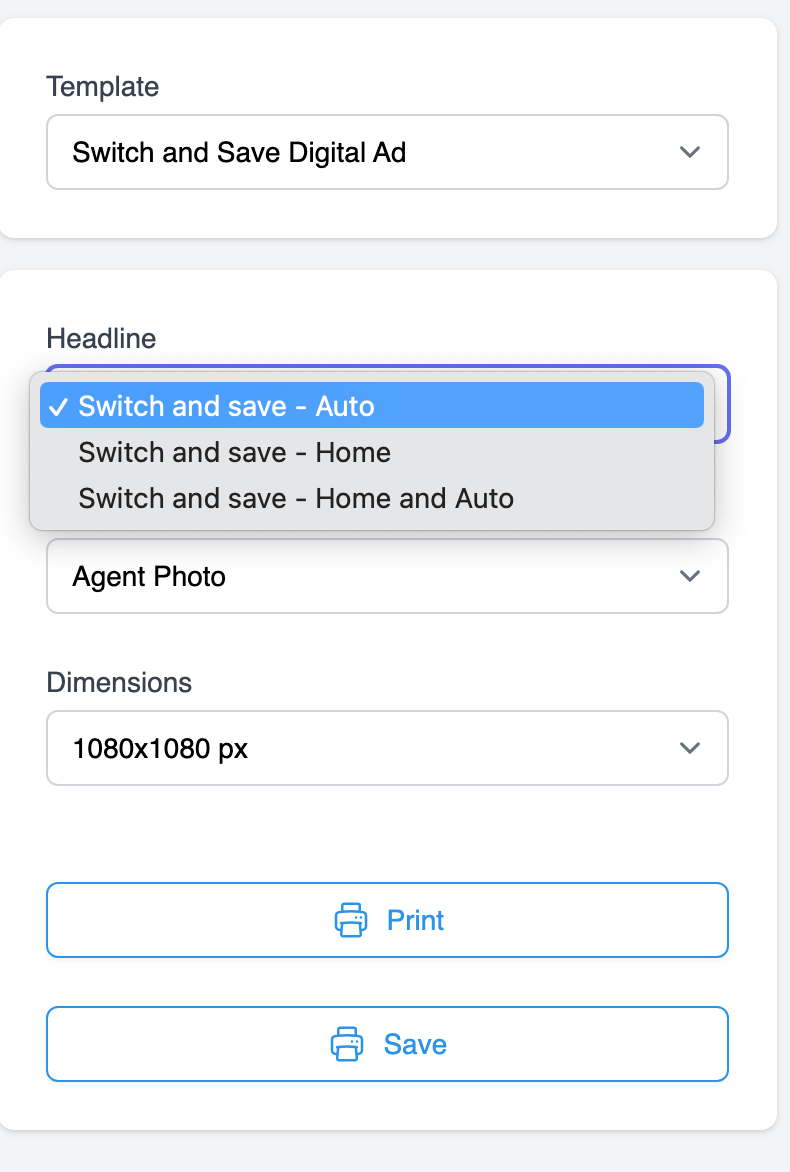 Template
Switch and Save Digital Ad
Headline
✓ Switch and save - Auto
Switch and save - Home
Switch and save - Home and Auto
Agent Photo
Dimensions
1080x1080 px
Print
Save